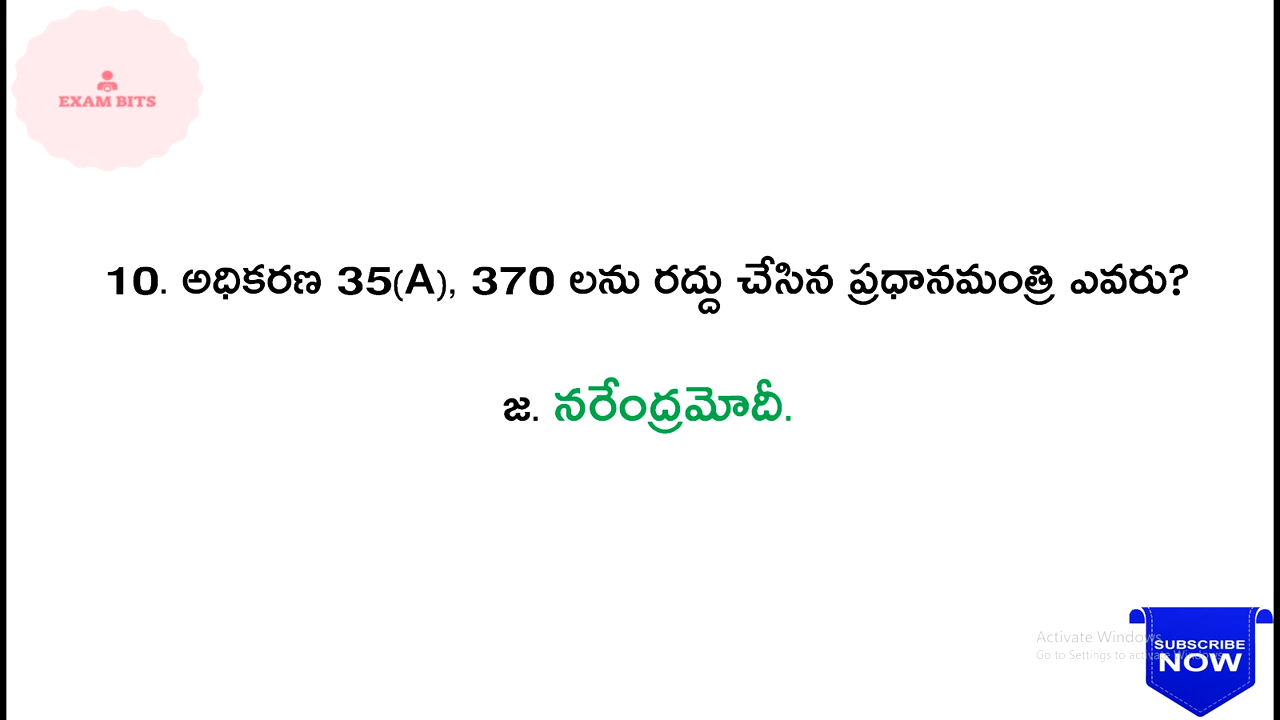 EXAM BITS
10. అధికరణ 35(A), 370 లను రద్దు చేసిన ప్రధానమంత్రి ఎవరు?
జ. నరేంద్రమోదీ.
Activate Windows
Go to Settings to activate Windows.
SUBSCRIBE
NOW